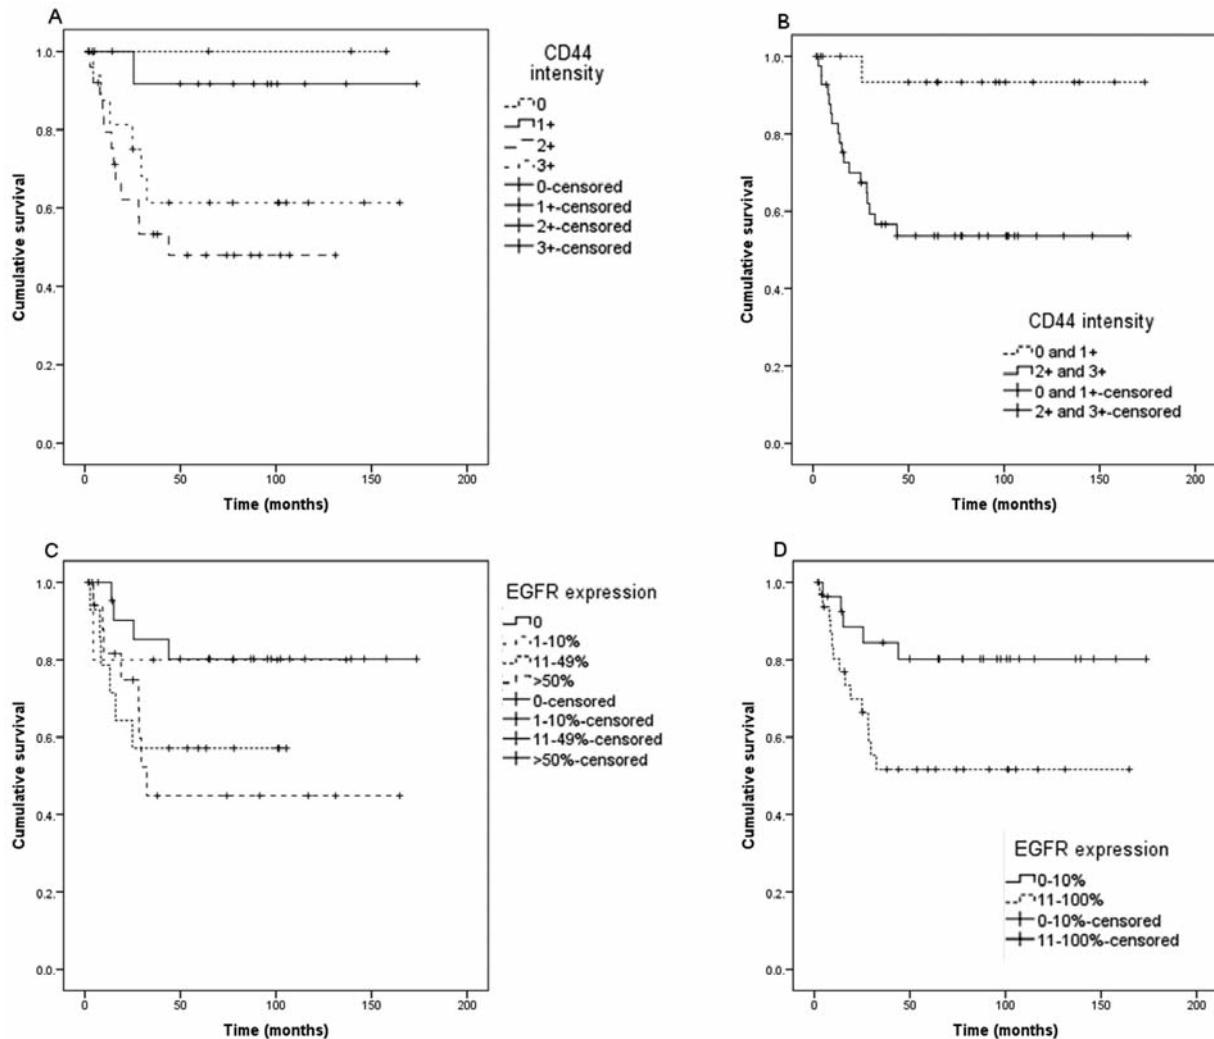 A
1.0
0.8
0.6
0.4
0.2
0.0
Cumulative survival
0
50
100
150
200
Time (months)
CD44
intensity
0
1+
2+
3+
0-censored
1+-censored
2+-censored
3+-censored
B
1.0
0.8
0.6
0.4
0.2
0.0
Cumulative survival
0
50
100
150
200
Time (months)
CD44 intensity
0 and 1+
2+ and 3+
0 and 1+-censored
2+ and 3+-censored
C
1.0
0.8
0.6
0.4
0.2
0.0
Cumulative survival
0
50
100
150
200
Time (months)
EGFR expression
0
1-10%
11-49%
>50%
0-censored
1-10%-censored
11-49%-censored
>50%-censored
D
1.0
0.8
0.6
0.4
0.2
0.0
Cumulative survival
0
50
100
150
200
Time (months)
EGFR expression
0-10%
11-100%
0-10%-censored
11-100%-censored